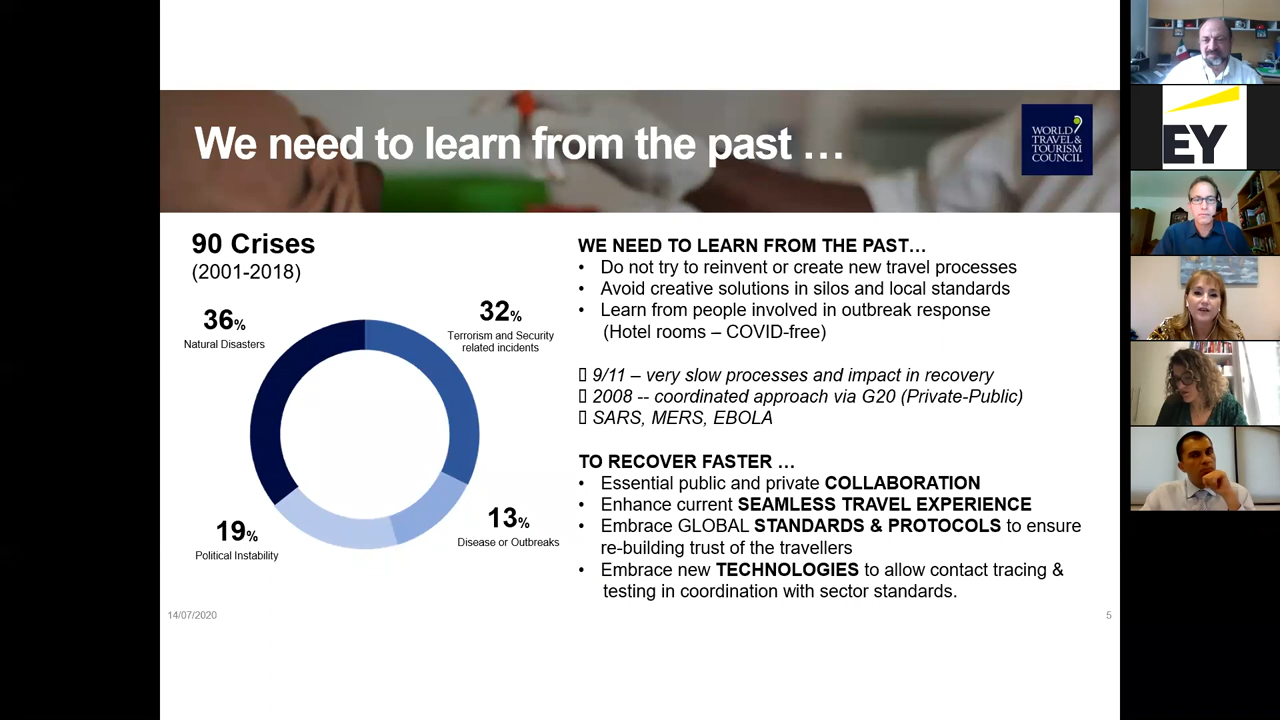 We need to learn from the past …
WORLD
TRAVEL &
TOURISM
COUNCIL
90 Crises
(2001-2018)
36%
Natural Disasters
32%
Terrorism and Security
related incidents
19%
Political Instability
13%
Disease or Outbreaks
WE NEED TO LEARN FROM THE PAST…
• Do not try to reinvent or create new travel processes
• Avoid creative solutions in silos and local standards
• Learn from people involved in outbreak response
(Hotel rooms – COVID-free)
▯ 9/11 – very slow processes and impact in recovery
▯ 2008 -- coordinated approach via G20 (Private-Public)
▯ SARS, MERS, EBOLA
TO RECOVER FASTER …
• Essential public and private COLLABORATION
• Enhance current SEAMLESS TRAVEL EXPERIENCE
• Embrace GLOBAL STANDARDS & PROTOCOLS to ensure
re-building trust of the travellers
• Embrace new TECHNOLOGIES to allow contact tracing &
testing in coordination with sector standards.
14/07/2020
5
EY